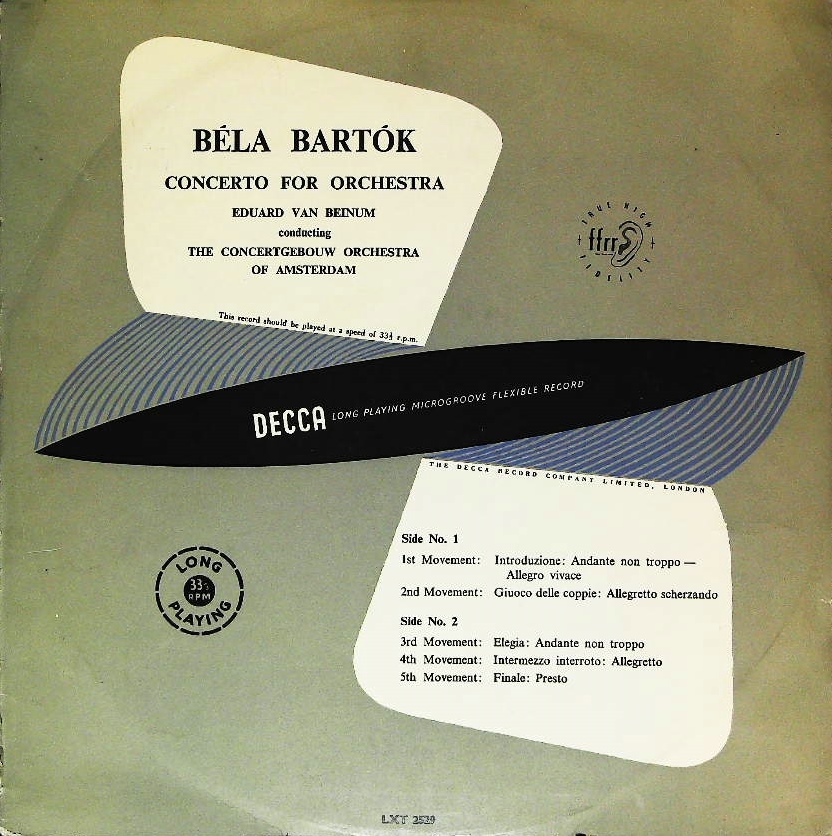 BÉLA BARTÓK
CONCERTO FOR ORCHESTRA
EDUARD VAN BEINUM
conducting
THE CONCERTGEBOUW ORCHESTRA
OF AMSTERDAM
This record should be played at a speed of 33⅓ r.p.m.
TRUE HIGH
ffrr
FIDELITY
DECCA LONG PLAYING MICROGROOVE FLEXIBLE RECORD
THE DECCA RECORD COMPANY LIMITED, LONDON
Side No. 1
1st Movement: Introduzione: Andante non troppo —
Allegro vivace
2nd Movement: Giuoco delle coppie: Allegretto scherzando
Side No. 2
3rd Movement: Elegia: Andante non troppo
4th Movement: Intermezzo interroto: Allegretto
5th Movement: Finale: Presto
LONG
33⅓
RPM
PLAYING
LXT 2529